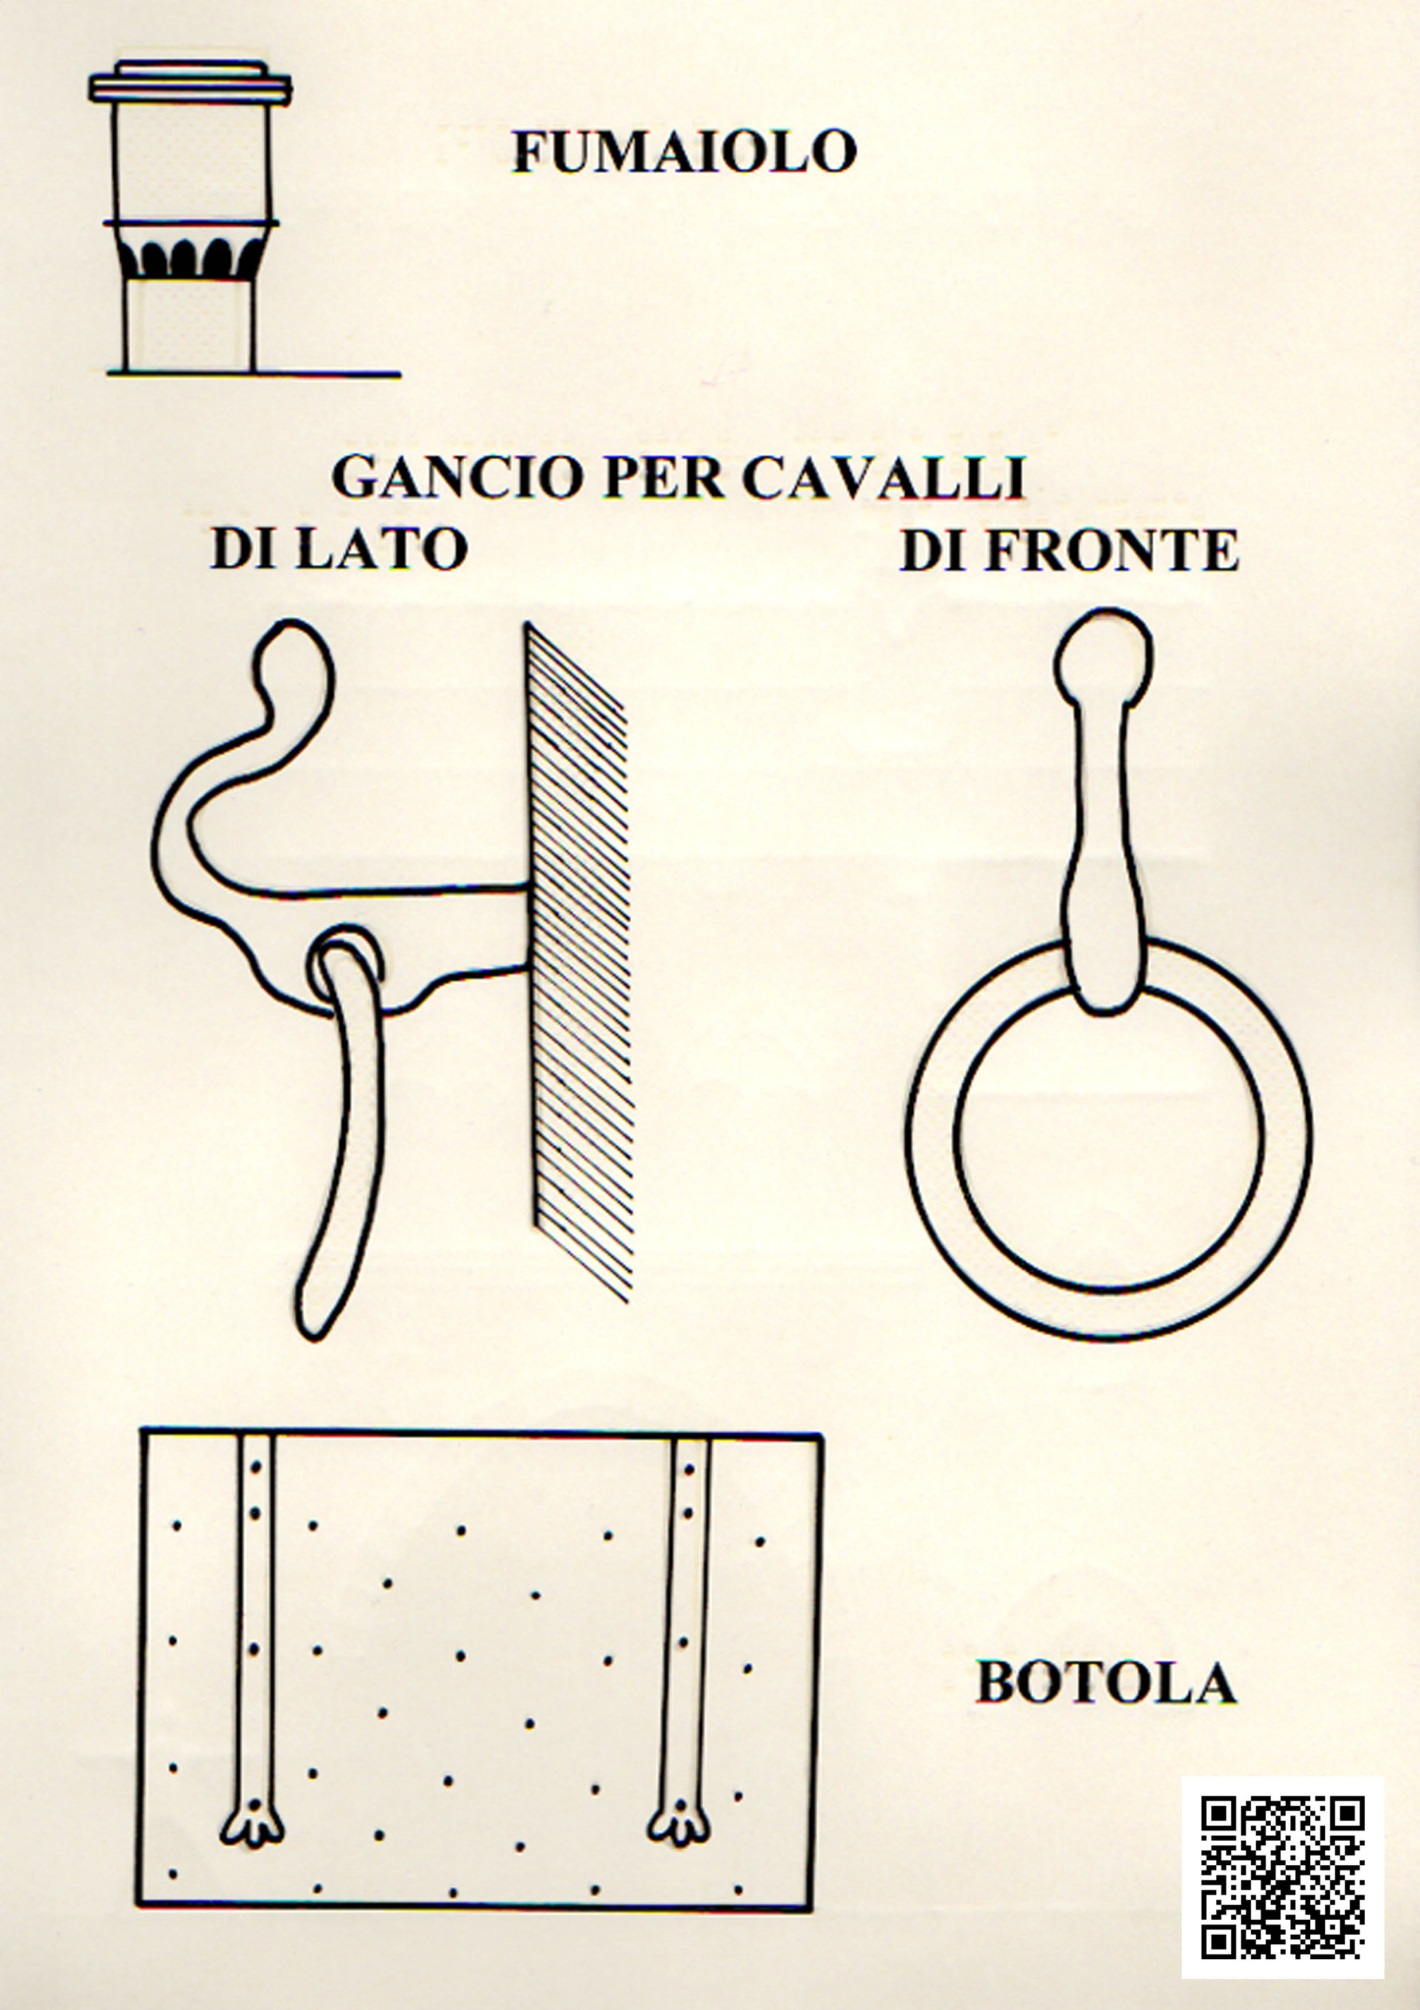 FUMAIOLO
GANCIO PER CAVALLI
DI LATO
DI FRONTE
BOTOLA